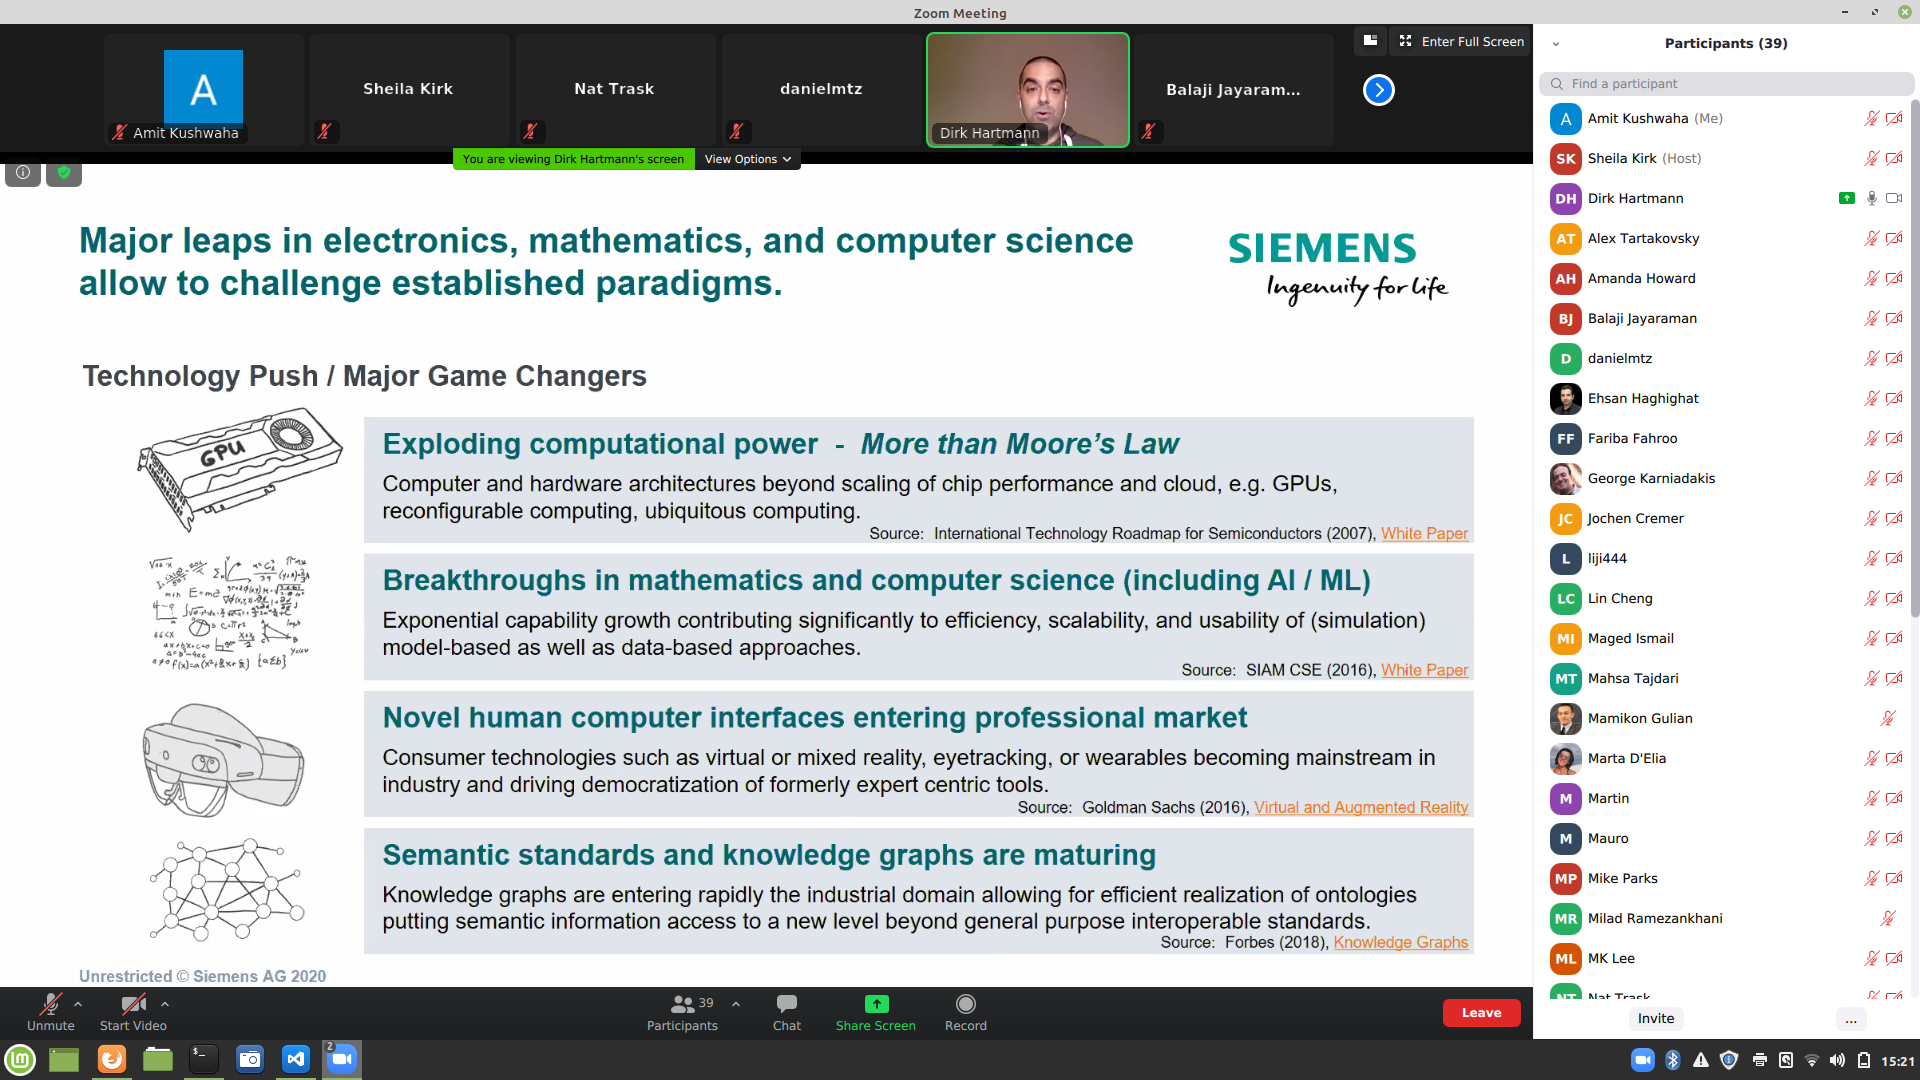 Zoom Meeting
A
Amit Kushwaha
Sheila Kirk
Nat Trask
danielmtz
Dirk Hartmann
Balaji Jayaram...
Enter Full Screen
You are viewing Dirk Hartmann's screen
View Options
Major leaps in electronics, mathematics, and computer science
allow to challenge established paradigms.
SIEMENS
Ingenuity for life
Technology Push / Major Game Changers
GPU
Exploding computational power - More than Moore's Law
Computer and hardware architectures beyond scaling of chip performance and cloud, e.g. GPUs,
reconfigurable computing, ubiquitous computing.
Source: International Technology Roadmap for Semiconductors (2007), White Paper
Breakthroughs in mathematics and computer science (including AI / ML)
Exponential capability growth contributing significantly to efficiency, scalability, and usability of (simulation)
model-based as well as data-based approaches.
Source: SIAM CSE (2016), White Paper
Novel human computer interfaces entering professional market
Consumer technologies such as virtual or mixed reality, eyetracking, or wearables becoming mainstream in
industry and driving democratization of formerly expert centric tools.
Source: Goldman Sachs (2016), Virtual and Augmented Reality
Semantic standards and knowledge graphs are maturing
Knowledge graphs are entering rapidly the industrial domain allowing for efficient realization of ontologies
putting semantic information access to a new level beyond general purpose interoperable standards.
Source: Forbes (2018), Knowledge Graphs
Unrestricted © Siemens AG 2020
Participants (39)
Find a participant
A Amit Kushwaha (Me)
SK Sheila Kirk (Host)
DH Dirk Hartmann
AT Alex Tartakovsky
AH Amanda Howard
BJ Balaji Jayaraman
D danielmtz
Ehsan Haghighat
FF Fariba Fahroo
George Karniadakis
JC Jochen Cremer
L liji444
LC Lin Cheng
MI Maged Ismail
MT Mahsa Tajdari
Mamikon Gulian
Marta D'Elia
M Martin
M Mauro
MP Mike Parks
MR Milad Ramezankhani
ML MK Lee
NT Nat Trask
Invite
...
Unmute
Start Video
39
Participants
Chat
Share Screen
Record
Leave
2
15:21